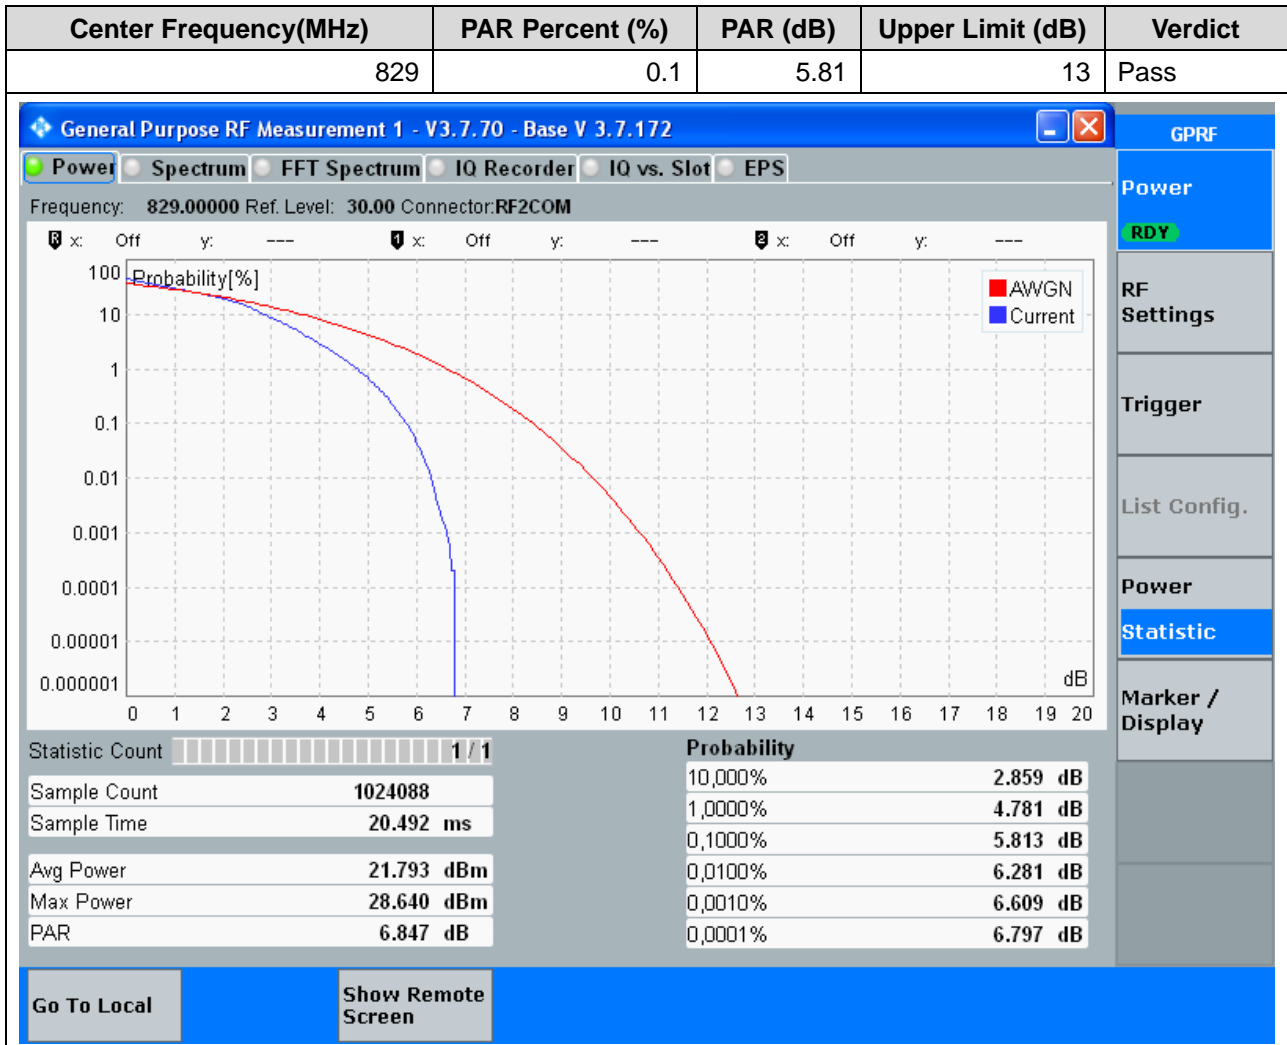 Center Frequency(MHz) PAR Percent (%) PAR (dB) Upper Limit (dB) Verdict
829 0.1 5.81 13 Pass
General Purpose RF Measurement 1 - V3.7.70 - Base V 3.7.172
GPRF
Power Spectrum FFT Spectrum IQ Recorder IQ vs. Slot EPS
Power
RDY
Frequency: 829.00000 Ref. Level: 30.00 Connector:RF2COM
R x: Off y: --- 1 x: Off y: --- 2 x: Off y: ---
Probability[%]
100
10
1
0.1
0.01
0.001
0.0001
0.00001
0.000001
AWGN
Current
dB
0 1 2 3 4 5 6 7 8 9 10 11 12 13 14 15 16 17 18 19 20
RF
Settings
Trigger
List Config.
Power
Statistic
Marker /
Display
Statistic Count 1 / 1
Sample Count 1024088
Sample Time 20.492 ms
Avg Power 21.793 dBm
Max Power 28.640 dBm
PAR 6.847 dB
Probability
10,000% 2.859 dB
1,0000% 4.781 dB
0,1000% 5.813 dB
0,0100% 6.281 dB
0,0010% 6.609 dB
0,0001% 6.797 dB
Go To Local
Show Remote
Screen